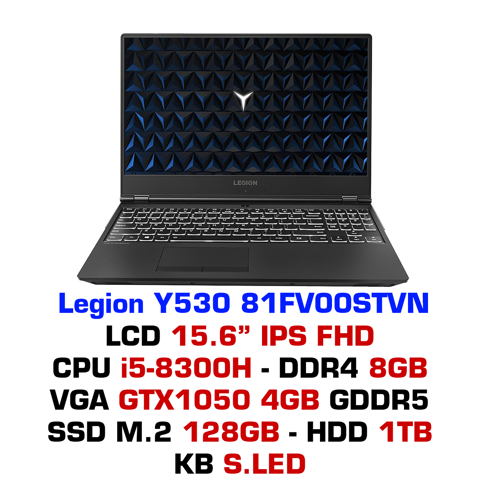 LEGION
Legion Y530 81FV00STVN
LCD 15.6” IPS FHD
CPU i5-8300H - DDR4 8GB
VGA GTX1050 4GB GDDR5
SSD M.2 128GB - HDD 1TB
KB S.LED